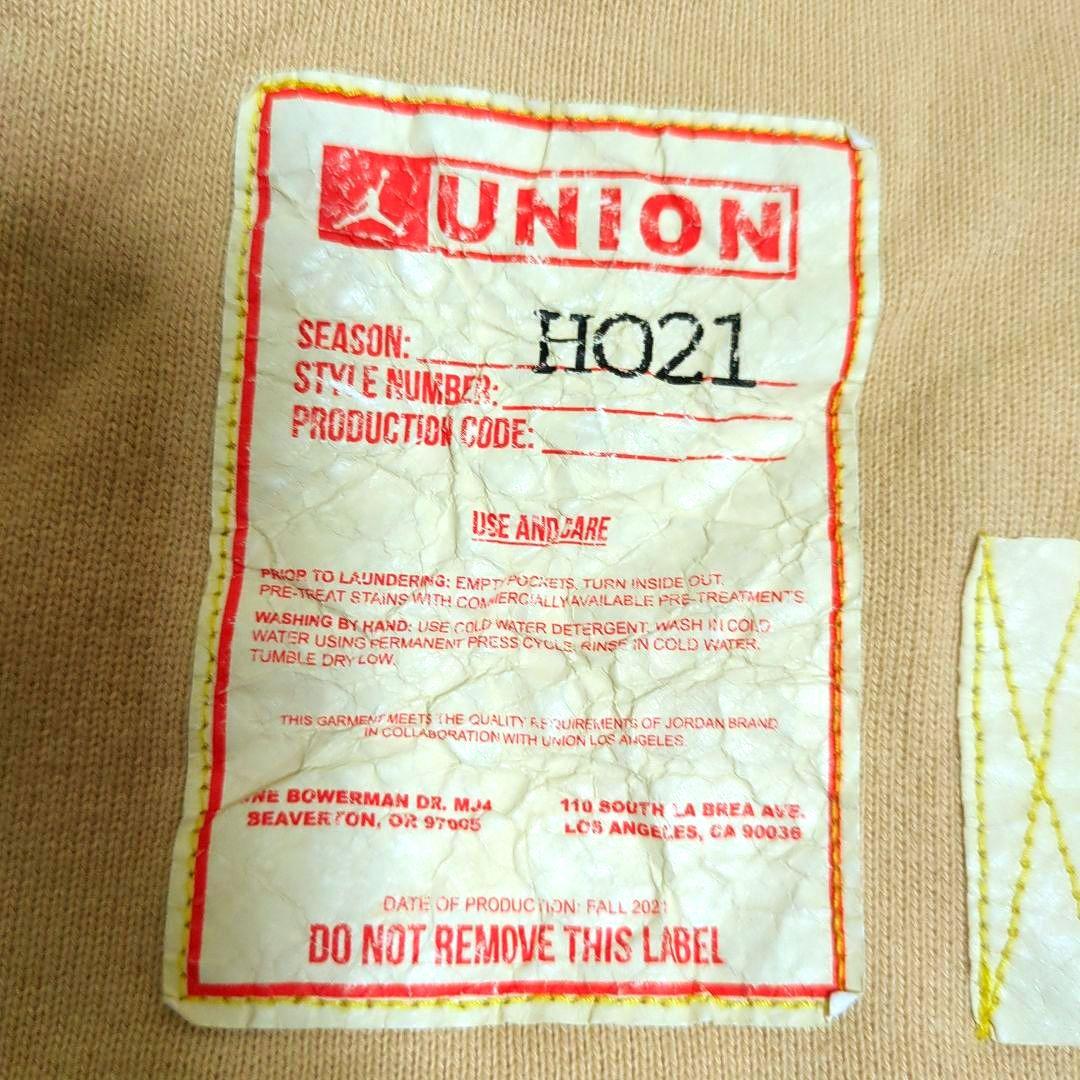 UNION
SEASON: HO21
STYLE NUMBER:
PRODUCTION CODE:
USE AND CARE
PRIOR TO LAUNDERING: EMPTY POCKETS, TURN INSIDE OUT.
PRE-TREAT STAINS WITH COMMERCIALLY AVAILABLE PRE-TREATMENTS.
WASHING BY HAND: USE COLD WATER DETERGENT, WASH IN COLD
WATER USING PERMANENT PRESS CYCLE, RINSE IN COLD WATER.
TUMBLE DRY LOW.
THIS GARMENT MEETS THE QUALITY REQUIREMENTS OF JORDAN BRAND
IN COLLABORATION WITH UNION LOS ANGELES.
ONE BOWERMAN DR. MJ4
BEAVERTON, OR 97005
110 SOUTH LA BREA AVE.
LOS ANGELES, CA 90036
DATE OF PRODUCTION: FALL 2021
DO NOT REMOVE THIS LABEL